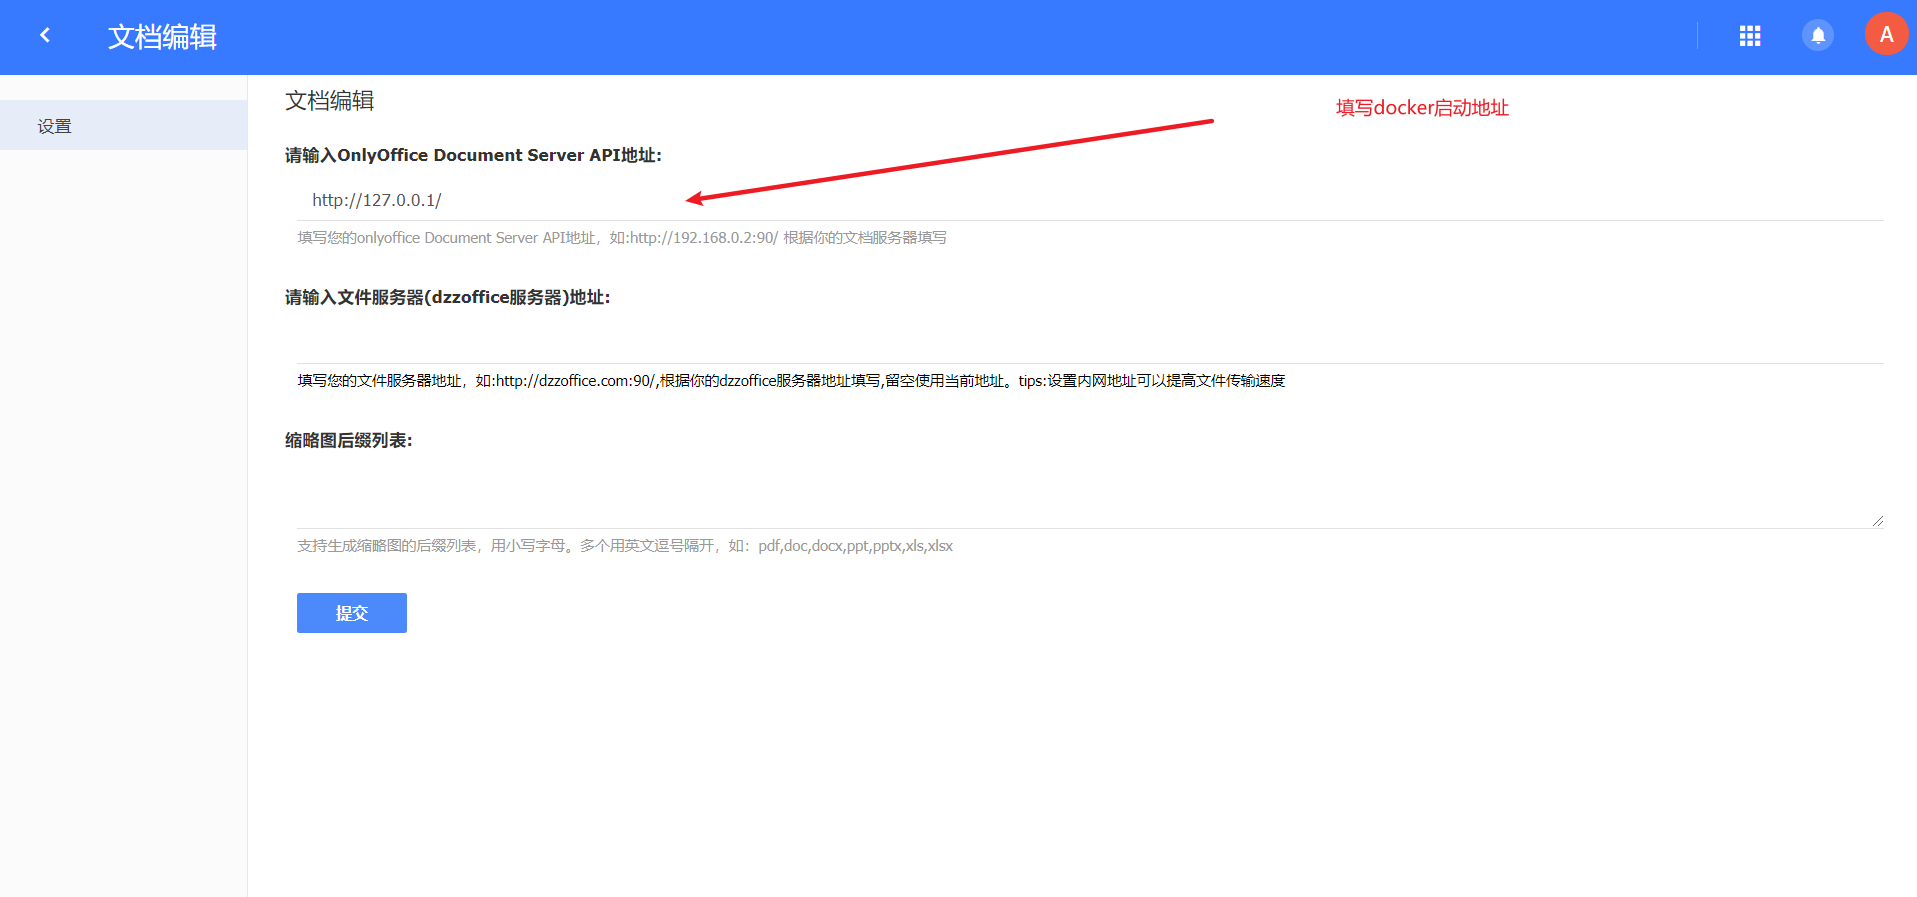 文档编辑
A
设置
文档编辑
填写docker启动地址
请输入OnlyOffice Document Server API地址:
http://127.0.0.1/
填写您的onlyoffice Document Server API地址，如:http://192.168.0.2:90/ 根据你的文档服务器填写
请输入文件服务器(dzzoffice服务器)地址:
填写您的文件服务器地址，如:http://dzzoffice.com:90/,根据你的dzzoffice服务器地址填写,留空使用当前地址。tips:设置内网地址可以提高文件传输速度
缩略图后缀列表:
支持生成缩略图的后缀列表，用小写字母。多个用英文逗号隔开，如：pdf,doc,docx,ppt,pptx,xls,xlsx
提交